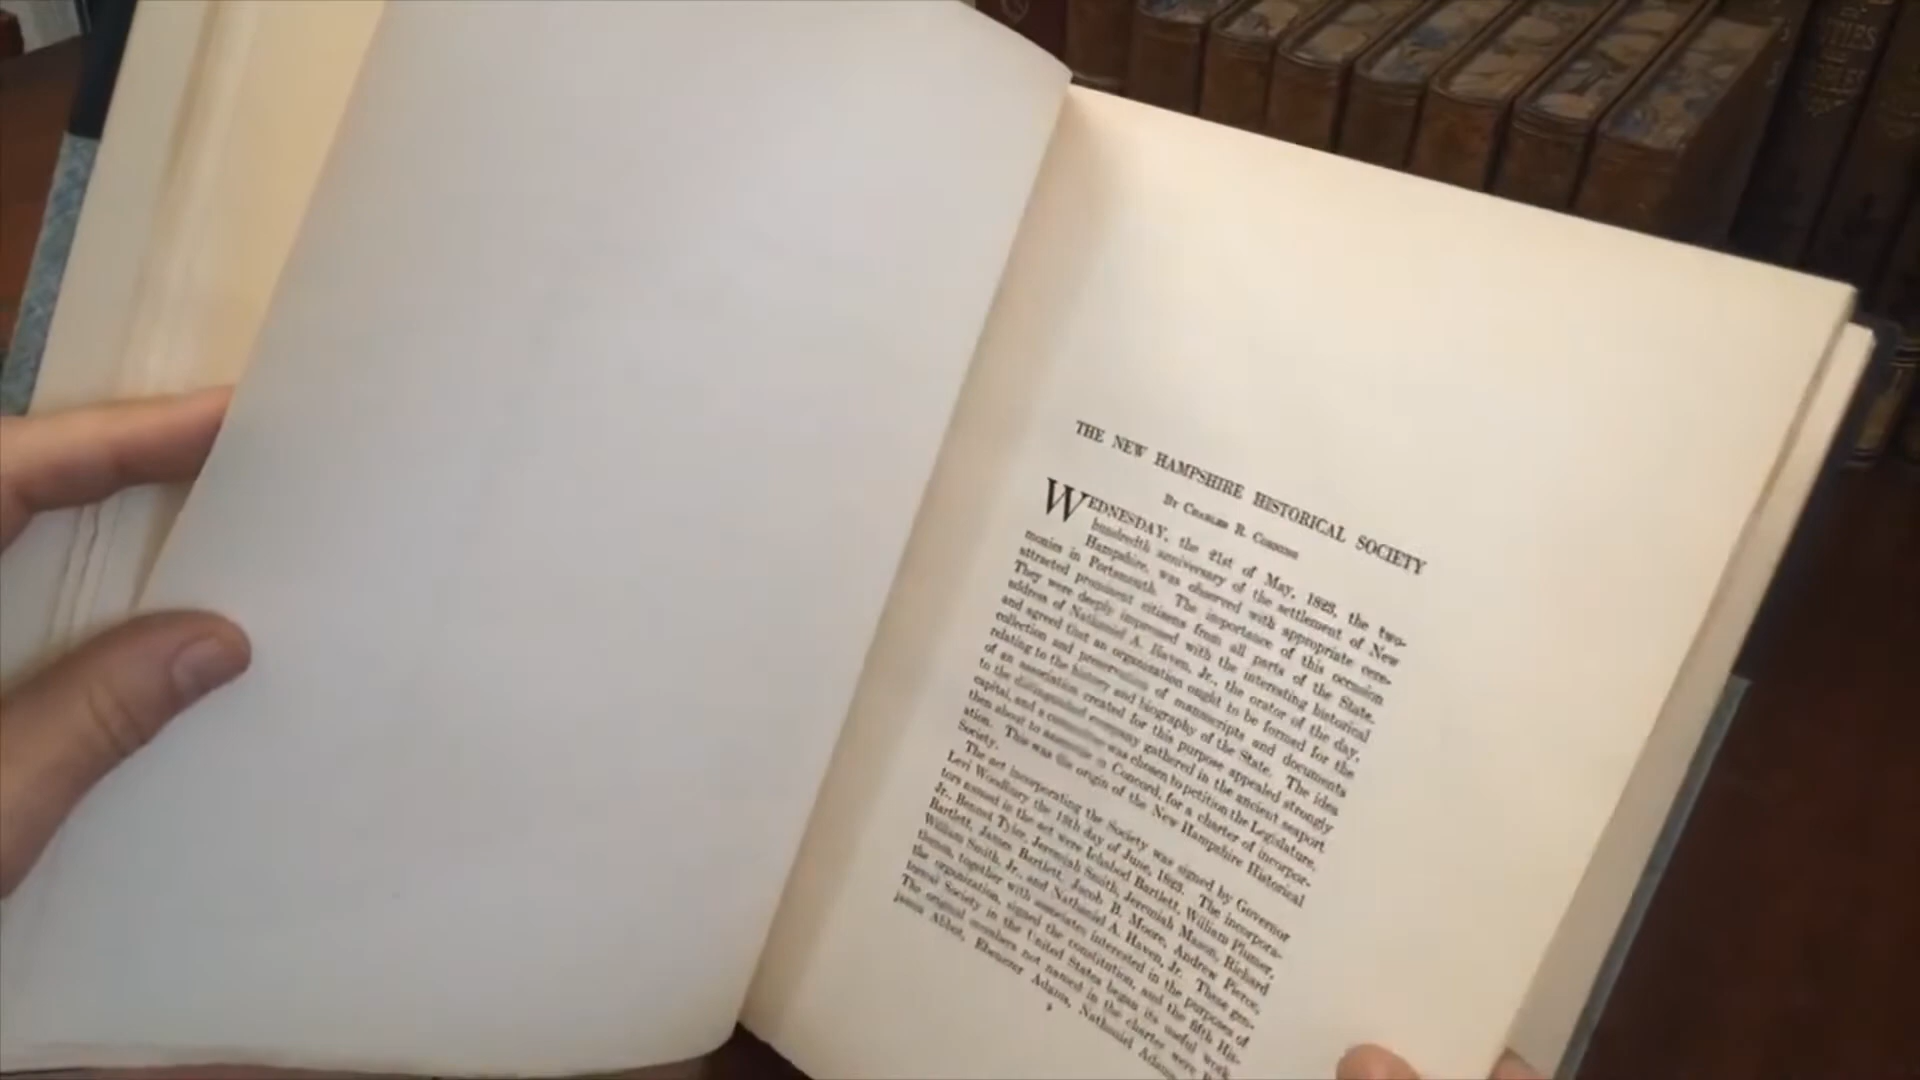 THE NEW HAMPSHIRE HISTORICAL SOCIETY
By Charles R. Corning
WEDNESDAY, the 21st of May, 1823, the two-
hundredth anniversary of the settlement of New
Hampshire, was observed with appropriate cere-
monies in Portsmouth. The importance of this occasion
attracted prominent citizens from all parts of the State.
They were deeply impressed with the interesting historical
address of Nathaniel A. Haven, Jr., the orator of the day,
and agreed that an organization ought to be formed for the
collection and preservation of manuscripts and documents
relating to the history and biography of the State. The idea
of an association created for this purpose appealed strongly
to the distinguished company gathered in the ancient seaport
capital, and a committee was chosen to petition the Legislature,
then about to assemble in Concord, for a charter of incorpor-
ation. This was the origin of the New Hampshire Historical
Society.
The act incorporating the Society was signed by Governor
Levi Woodbury the 13th day of June, 1823. The incorpora-
tors named in the act were Ichabod Bartlett, William Plumer,
Jr., Bennet Tyler, Jeremiah Smith, Jeremiah Mason, Richard
Bartlett, James Bartlett, Jacob B. Moore, Andrew Pierce,
William Smith, Jr., and Nathaniel A. Haven, Jr. These gen-
tlemen, together with associates interested in the purposes of
the organization, signed the constitution, and the fifth His-
torical Society in the United States began its useful work.
The original members not named in the charter were
jamin Abbot, Ebenezer Adams, Nathaniel Adams